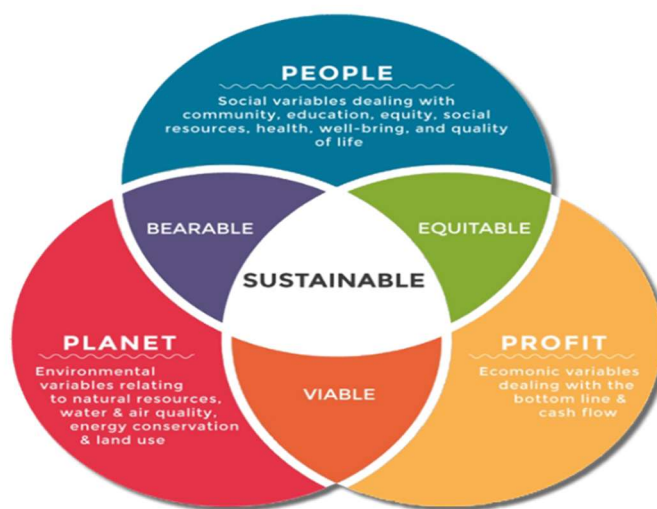 PEOPLE
Social variables dealing with
community, education, equity, social
resources, health, well-bring, and quality
of life
BEARABLE
EQUITABLE
SUSTAINABLE
PLANET
Environmental
variables relating
to natural resources,
water & air quality,
energy conservation
& land use
VIABLE
PROFIT
Ecomonic variables
dealing with the
bottom line &
cash flow